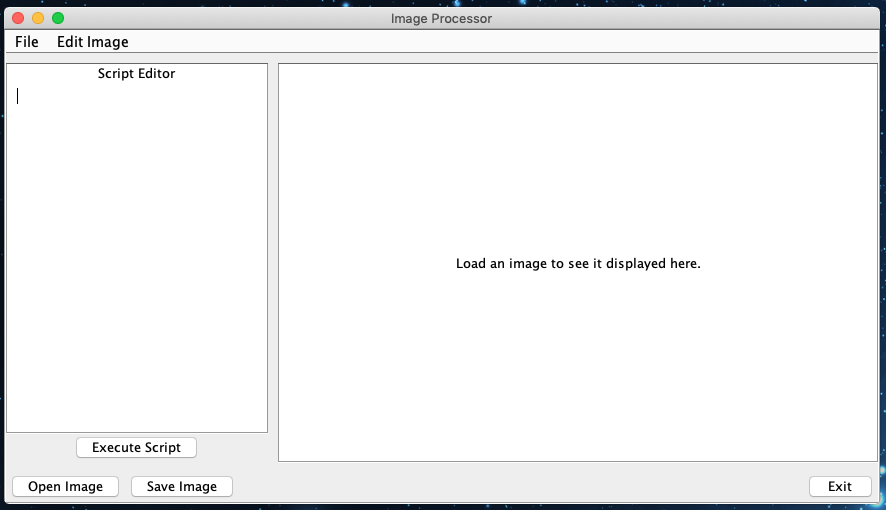 Image Processor
File Edit Image
Script Editor
Load an image to see it displayed here.
Execute Script
Open Image Save Image Exit